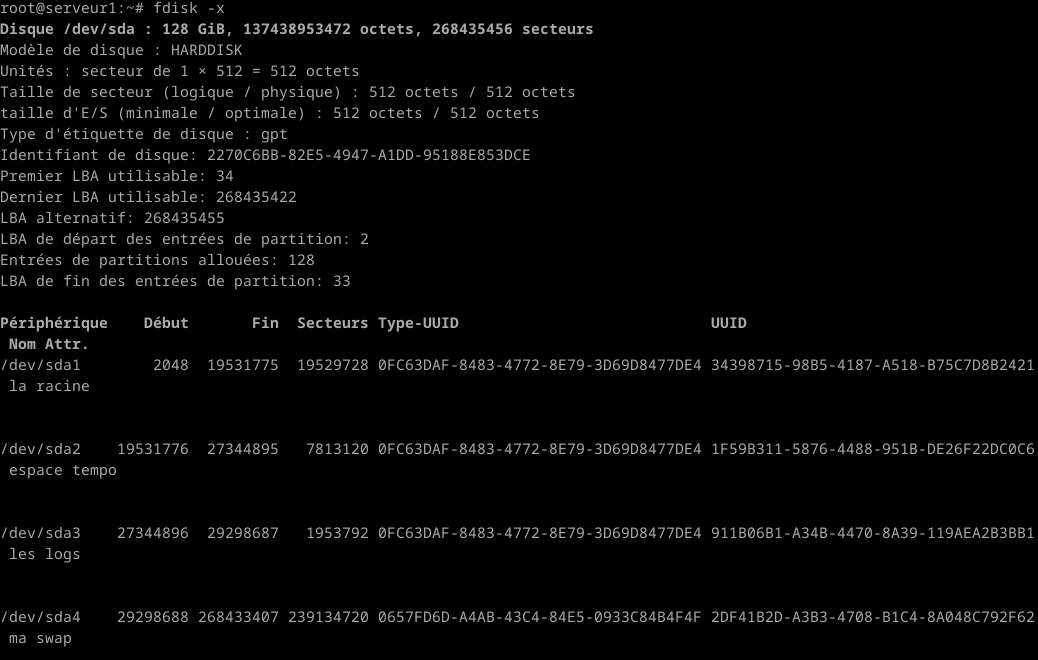 root@serveur1:~# fdisk -x
Disque /dev/sda : 128 GiB, 137438953472 octets, 268435456 secteurs
Modèle de disque : HARDDISK
Unités : secteur de 1 × 512 = 512 octets
Taille de secteur (logique / physique) : 512 octets / 512 octets
taille d'E/S (minimale / optimale) : 512 octets / 512 octets
Type d'étiquette de disque : gpt
Identifiant de disque: 2270C6BB-82E5-4947-A1DD-95188E853DCE
Premier LBA utilisable: 34
Dernier LBA utilisable: 268435422
LBA alternatif: 268435455
LBA de départ des entrées de partition: 2
Entrées de partitions allouées: 128
LBA de fin des entrées de partition: 33
Périphérique    Début       Fin  Secteurs Type-UUID                            UUID
 Nom Attr.
/dev/sda1        2048  19531775  19529728 0FC63DAF-8483-4772-8E79-3D69D8477DE4 34398715-98B5-4187-A518-B75C7D8B2421
 la racine
/dev/sda2    19531776  27344895   7813120 0FC63DAF-8483-4772-8E79-3D69D8477DE4 1F59B311-5876-4488-951B-DE26F22DC0C6
 espace tempo
/dev/sda3    27344896  29298687   1953792 0FC63DAF-8483-4772-8E79-3D69D8477DE4 911B06B1-A34B-4470-8A39-119AEA2B3BB1
 les logs
/dev/sda4    29298688 268433407 239134720 0657FD6D-A4AB-43C4-84E5-0933C84B4F4F 2DF41B2D-A3B3-4708-B1C4-8A048C792F62
 ma swap